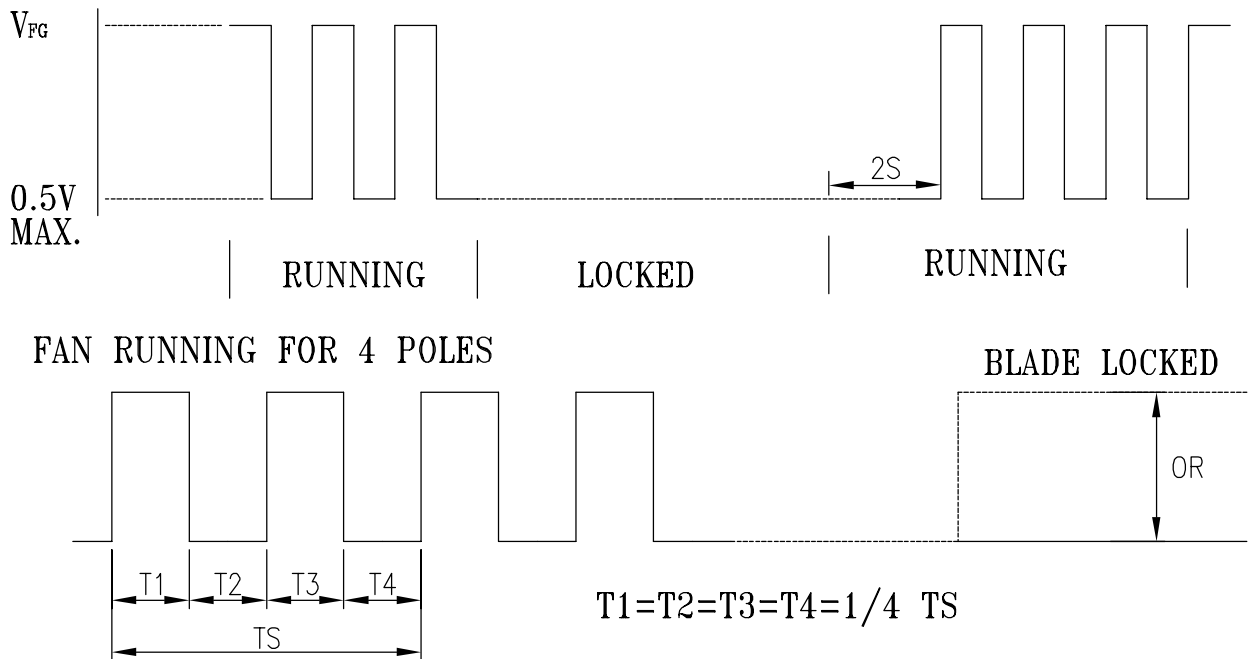 VFG
2S
0.5V
MAX.
RUNNING
LOCKED
RUNNING
FAN RUNNING FOR 4 POLES
BLADE LOCKED
OR
T1 T2 T3 T4
T1=T2=T3=T4=1/4 TS
TS